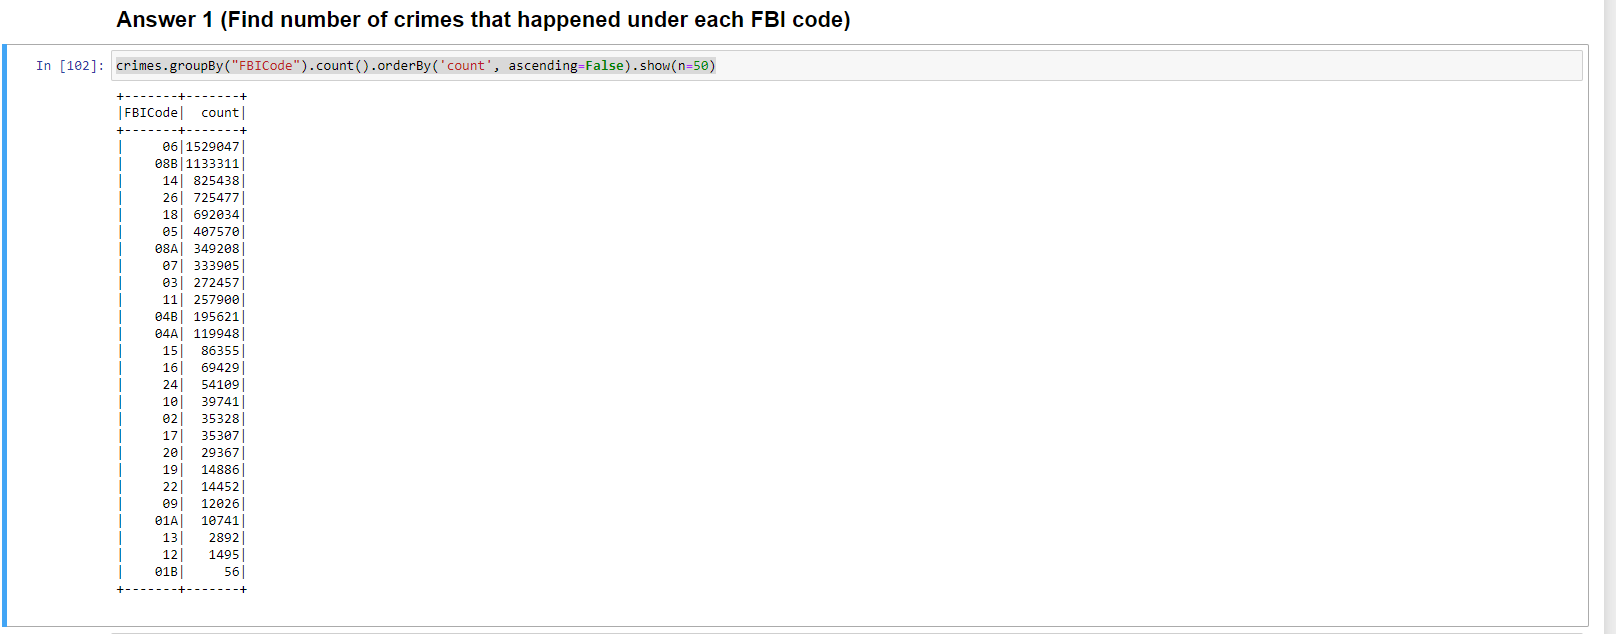 Answer 1 (Find number of crimes that happened under each FBI code)
In [102]: crimes.groupBy("FBICode").count().orderBy('count', ascending=False).show(n=50)
+-------+-------+
|FBICode|  count|
+-------+-------+
|     06|1529047|
|    08B|1133311|
|     14| 825438|
|     26| 725477|
|     18| 692034|
|     05| 407570|
|    08A| 349208|
|     07| 333905|
|     03| 272457|
|     11| 257900|
|    04B| 195621|
|    04A| 119948|
|     15|  86355|
|     16|  69429|
|     24|  54109|
|     10|  39741|
|     02|  35328|
|     17|  35307|
|     20|  29367|
|     19|  14886|
|     22|  14452|
|     09|  12026|
|    01A|  10741|
|     13|   2892|
|     12|   1495|
|    01B|     56|
+-------+-------+